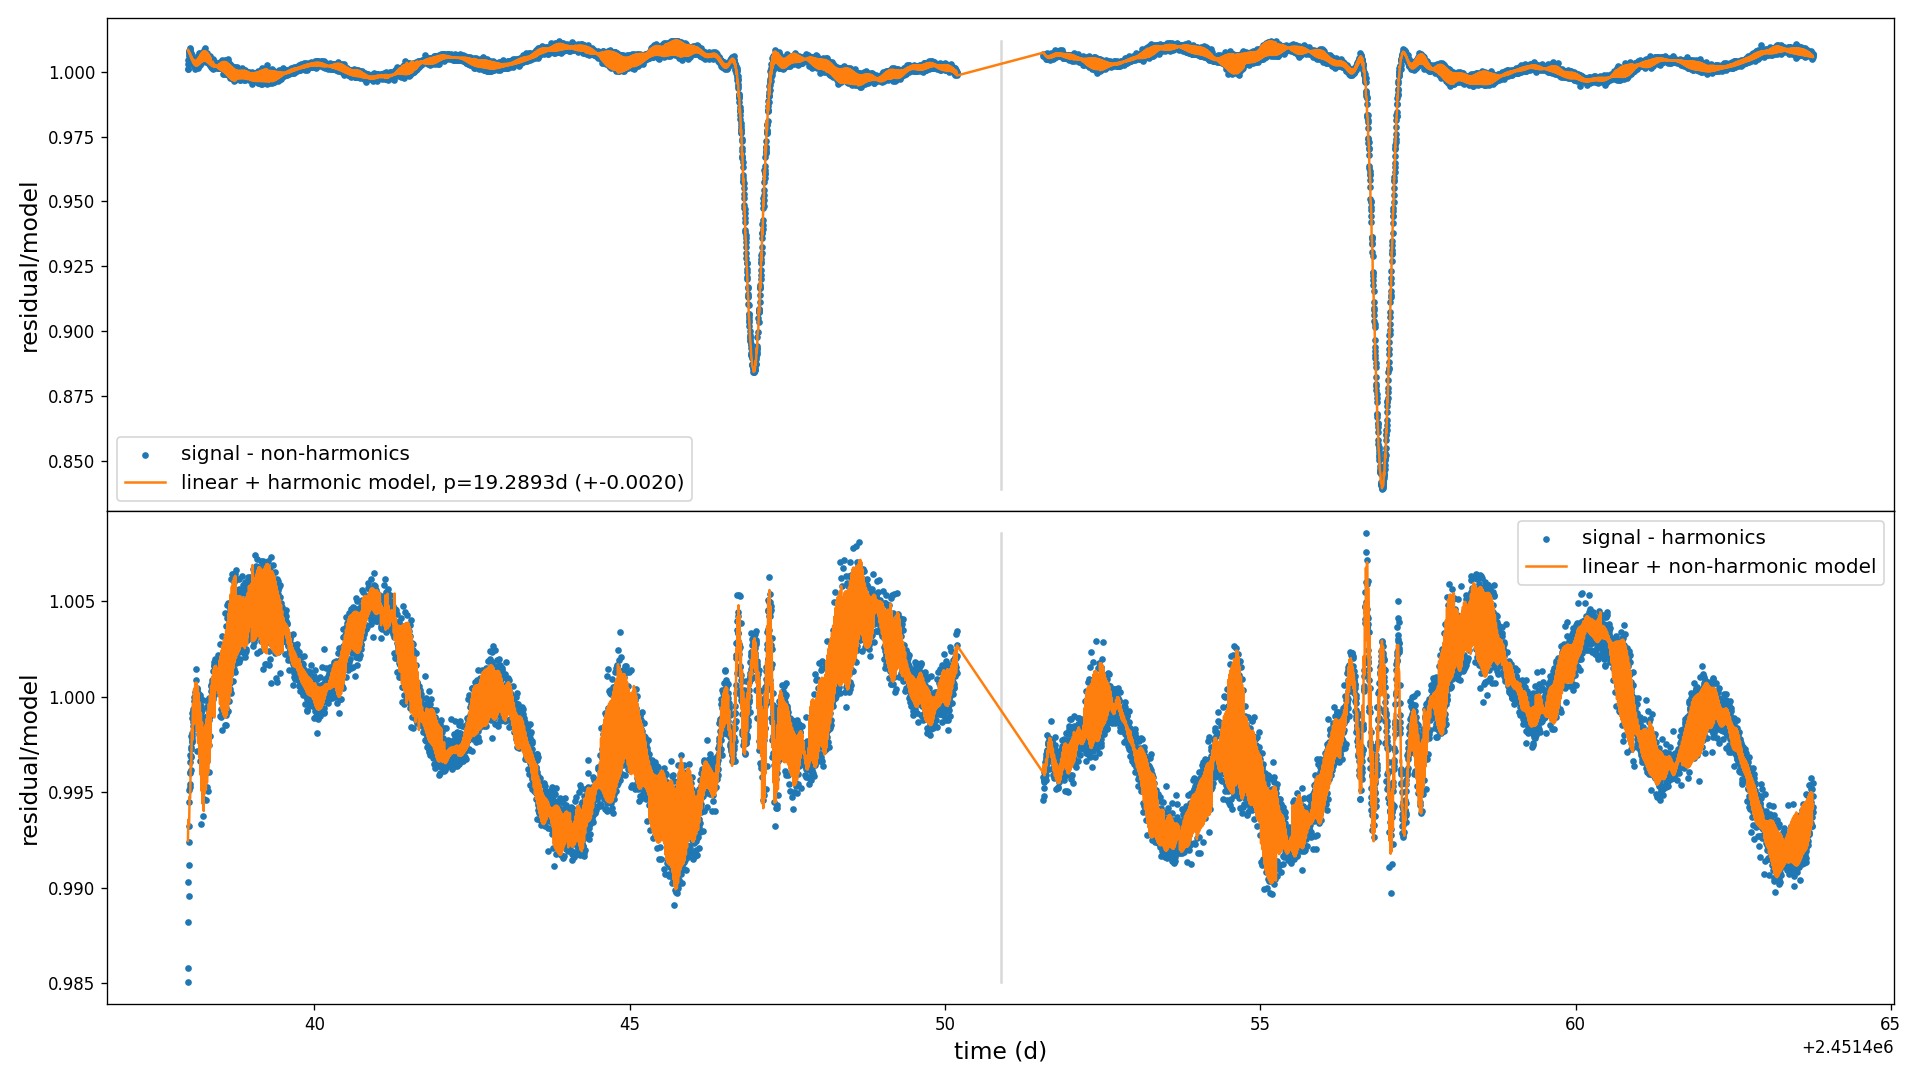 1.000
0.975
0.950
0.925
0.900
0.875
0.850
residual/model
signal - non-harmonics
linear + harmonic model, p=19.2893d (+-0.0020)
1.005
1.000
0.995
0.990
0.985
residual/model
signal - harmonics
linear + non-harmonic model
40 45 50 55 60 65
time (d)
+2.4514e6